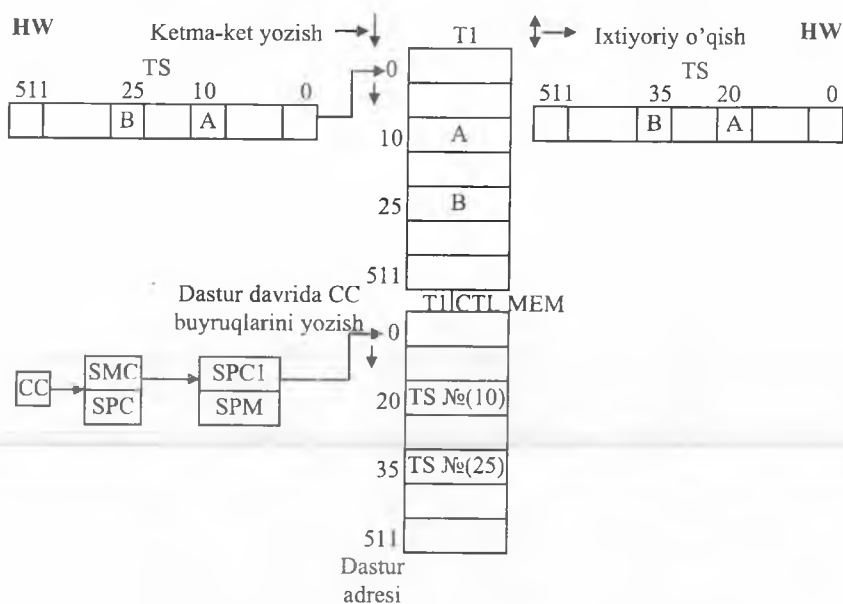 HW
Ketma-ket yozish
T1
Ixtiyoriy o’qish
HW
TS
511 25 10 0
B A
0
10 A
25 B
511
TS
511 35 20 0
B A
Dastur davrida CC
buyruqlarini yozish
T1 CTL MEM
0
CC
SMC
SPC
SPC1
SPM
20 TS №(10)
35 TS №(25)
511
Dastur
adresi